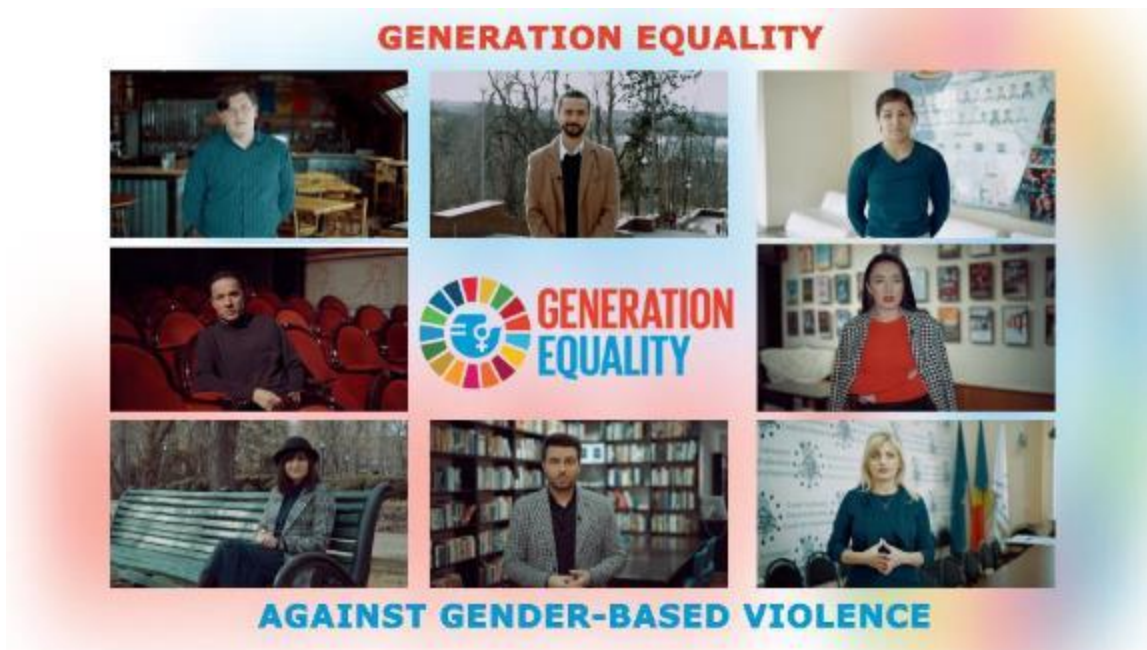 GENERATION EQUALITY
GENERATION
EQUALITY
AGAINST GENDER-BASED VIOLENCE